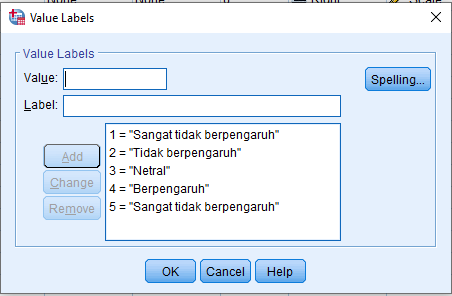 Value Labels
Value Labels
Value:
Spelling...
Label:
Add
Change
Remove
1 = "Sangat tidak berpengaruh"
2 = "Tidak berpengaruh"
3 = "Netral"
4 = "Berpengaruh"
5 = "Sangat tidak berpengaruh"
OK Cancel Help